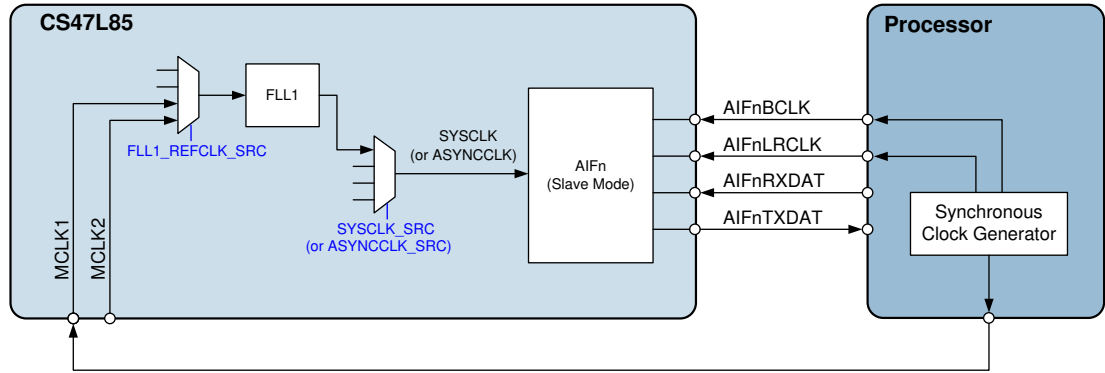 CS47L85
Processor
FLL1
FLL1_REFCLK_SRC
SYSCLK
(or ASYNCCLK)
SYSCLK_SRC
(or ASYNCCLK_SRC)
MCLK1
MCLK2
AIFn
(Slave Mode)
AIFnBCLK
AIFnLRCLK
AIFnRXDAT
AIFnTXDAT
Synchronous
Clock Generator